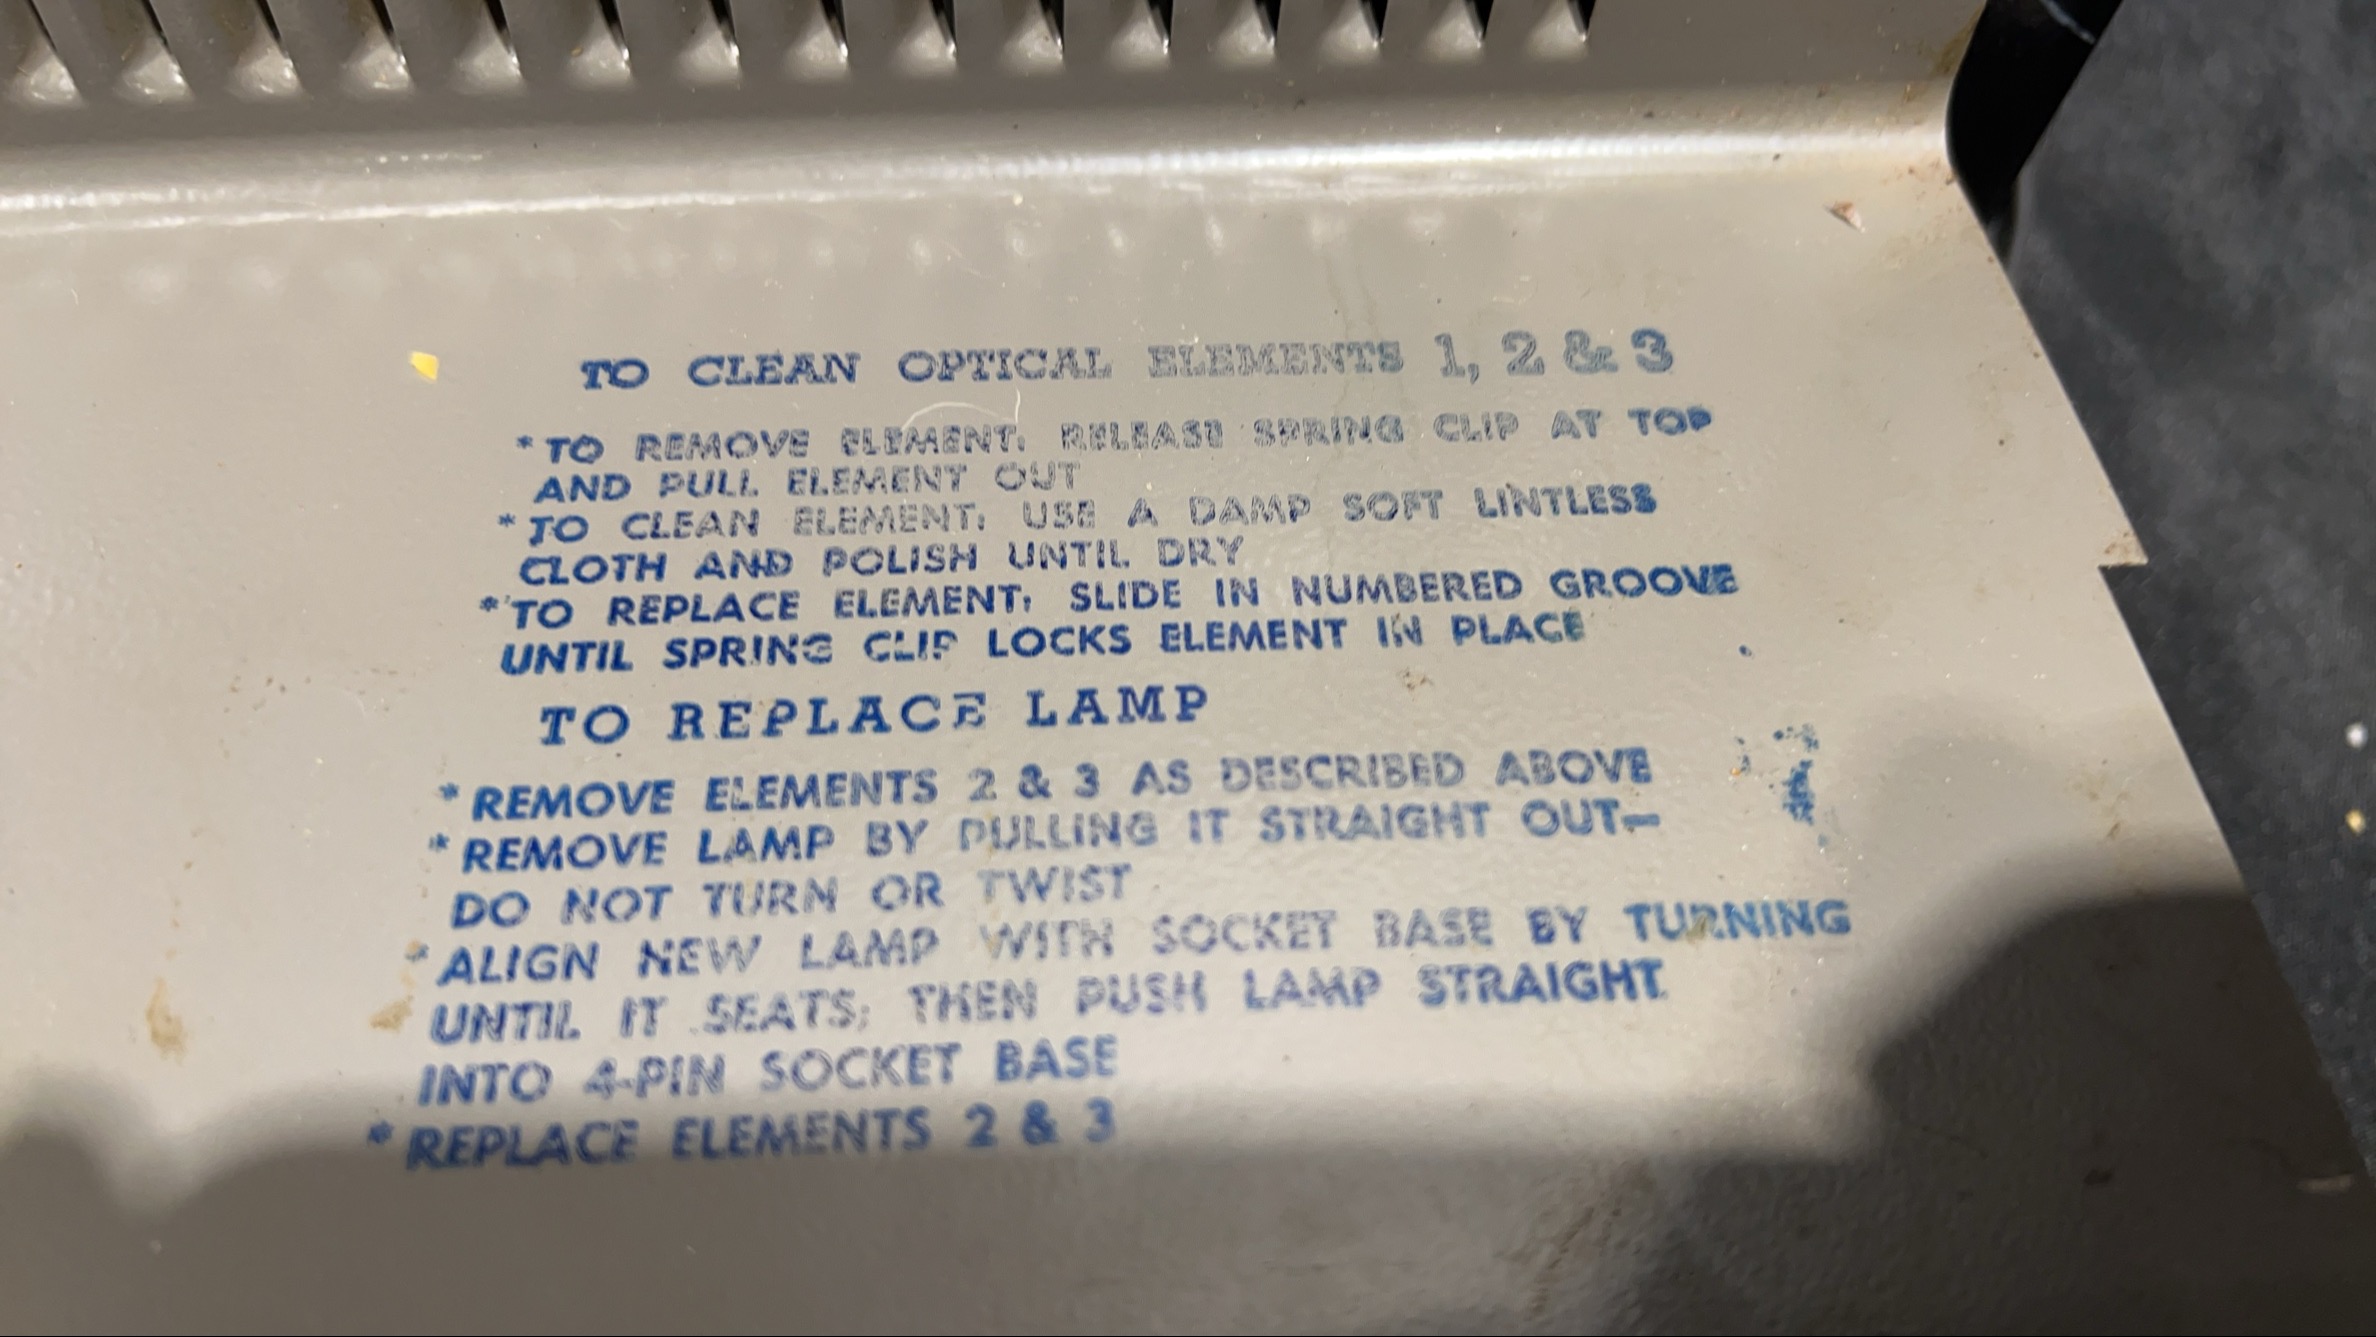 TO CLEAN OPTICAL ELEMENTS 1, 2 & 3
*TO REMOVE ELEMENT: RELEASE SPRING CLIP AT TOP
AND PULL ELEMENT OUT
*TO CLEAN ELEMENT: USE A DAMP SOFT LINTLESS
CLOTH AND POLISH UNTIL DRY
*TO REPLACE ELEMENT: SLIDE IN NUMBERED GROOVE
UNTIL SPRING CLIP LOCKS ELEMENT IN PLACE
TO REPLACE LAMP
*REMOVE ELEMENTS 2 & 3 AS DESCRIBED ABOVE
*REMOVE LAMP BY PULLING IT STRAIGHT OUT—
DO NOT TURN OR TWIST
*ALIGN NEW LAMP WITH SOCKET BASE BY TURNING
UNTIL IT SEATS; THEN PUSH LAMP STRAIGHT
INTO 4-PIN SOCKET BASE
*REPLACE ELEMENTS 2 & 3